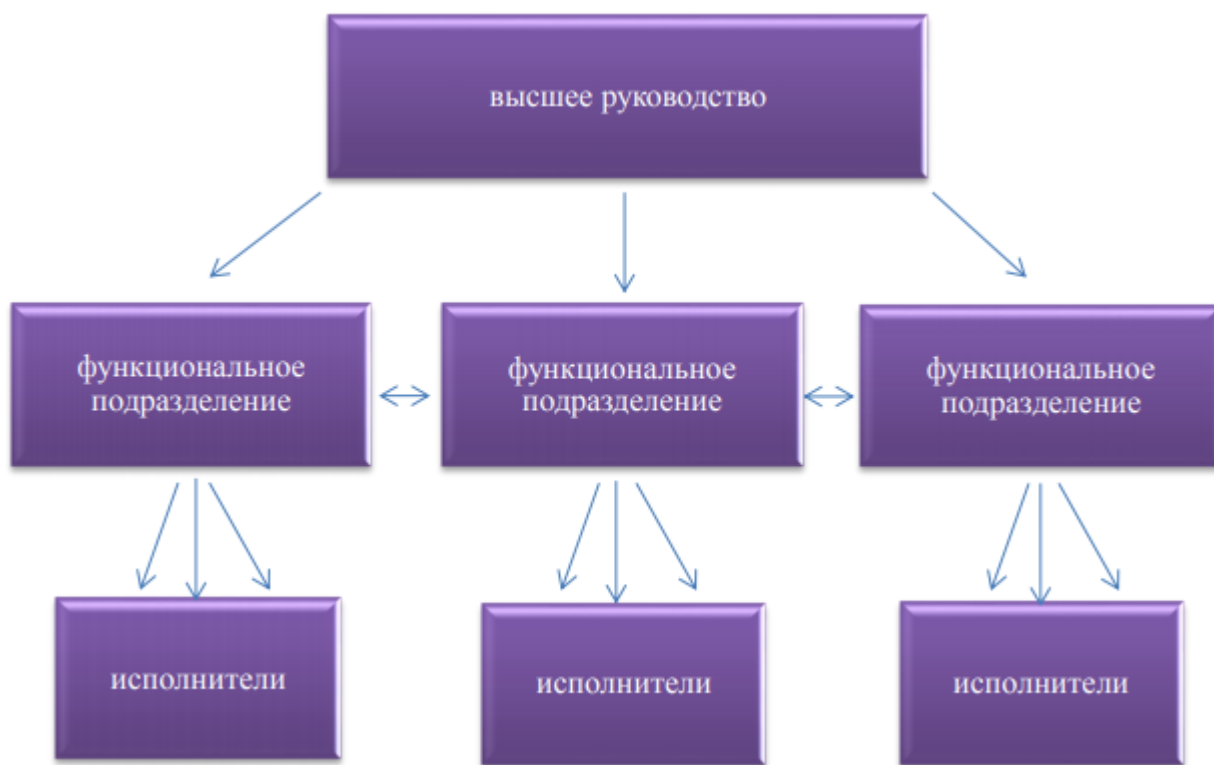 высшее руководство
функциональное
подразделение
функциональное
подразделение
функциональное
подразделение
исполнители
исполнители
исполнители